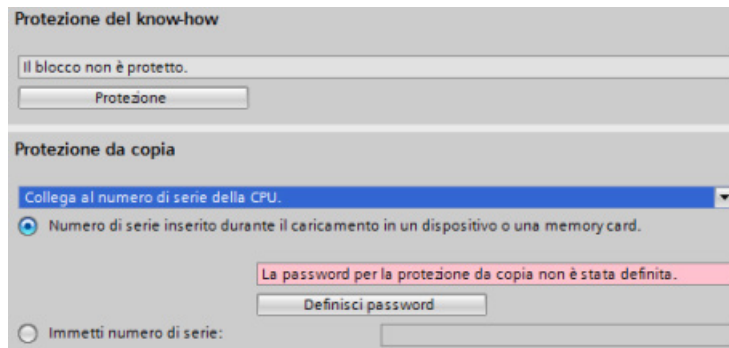 Protezione del know-how
Il blocco non è protetto.
Protezione
Protezione da copia
Collega al numero di serie della CPU.
Numero di serie inserito durante il caricamento in un dispositivo o una memory card.
La password per la protezione da copia non è stata definita.
Definisci password
Immetti numero di serie: